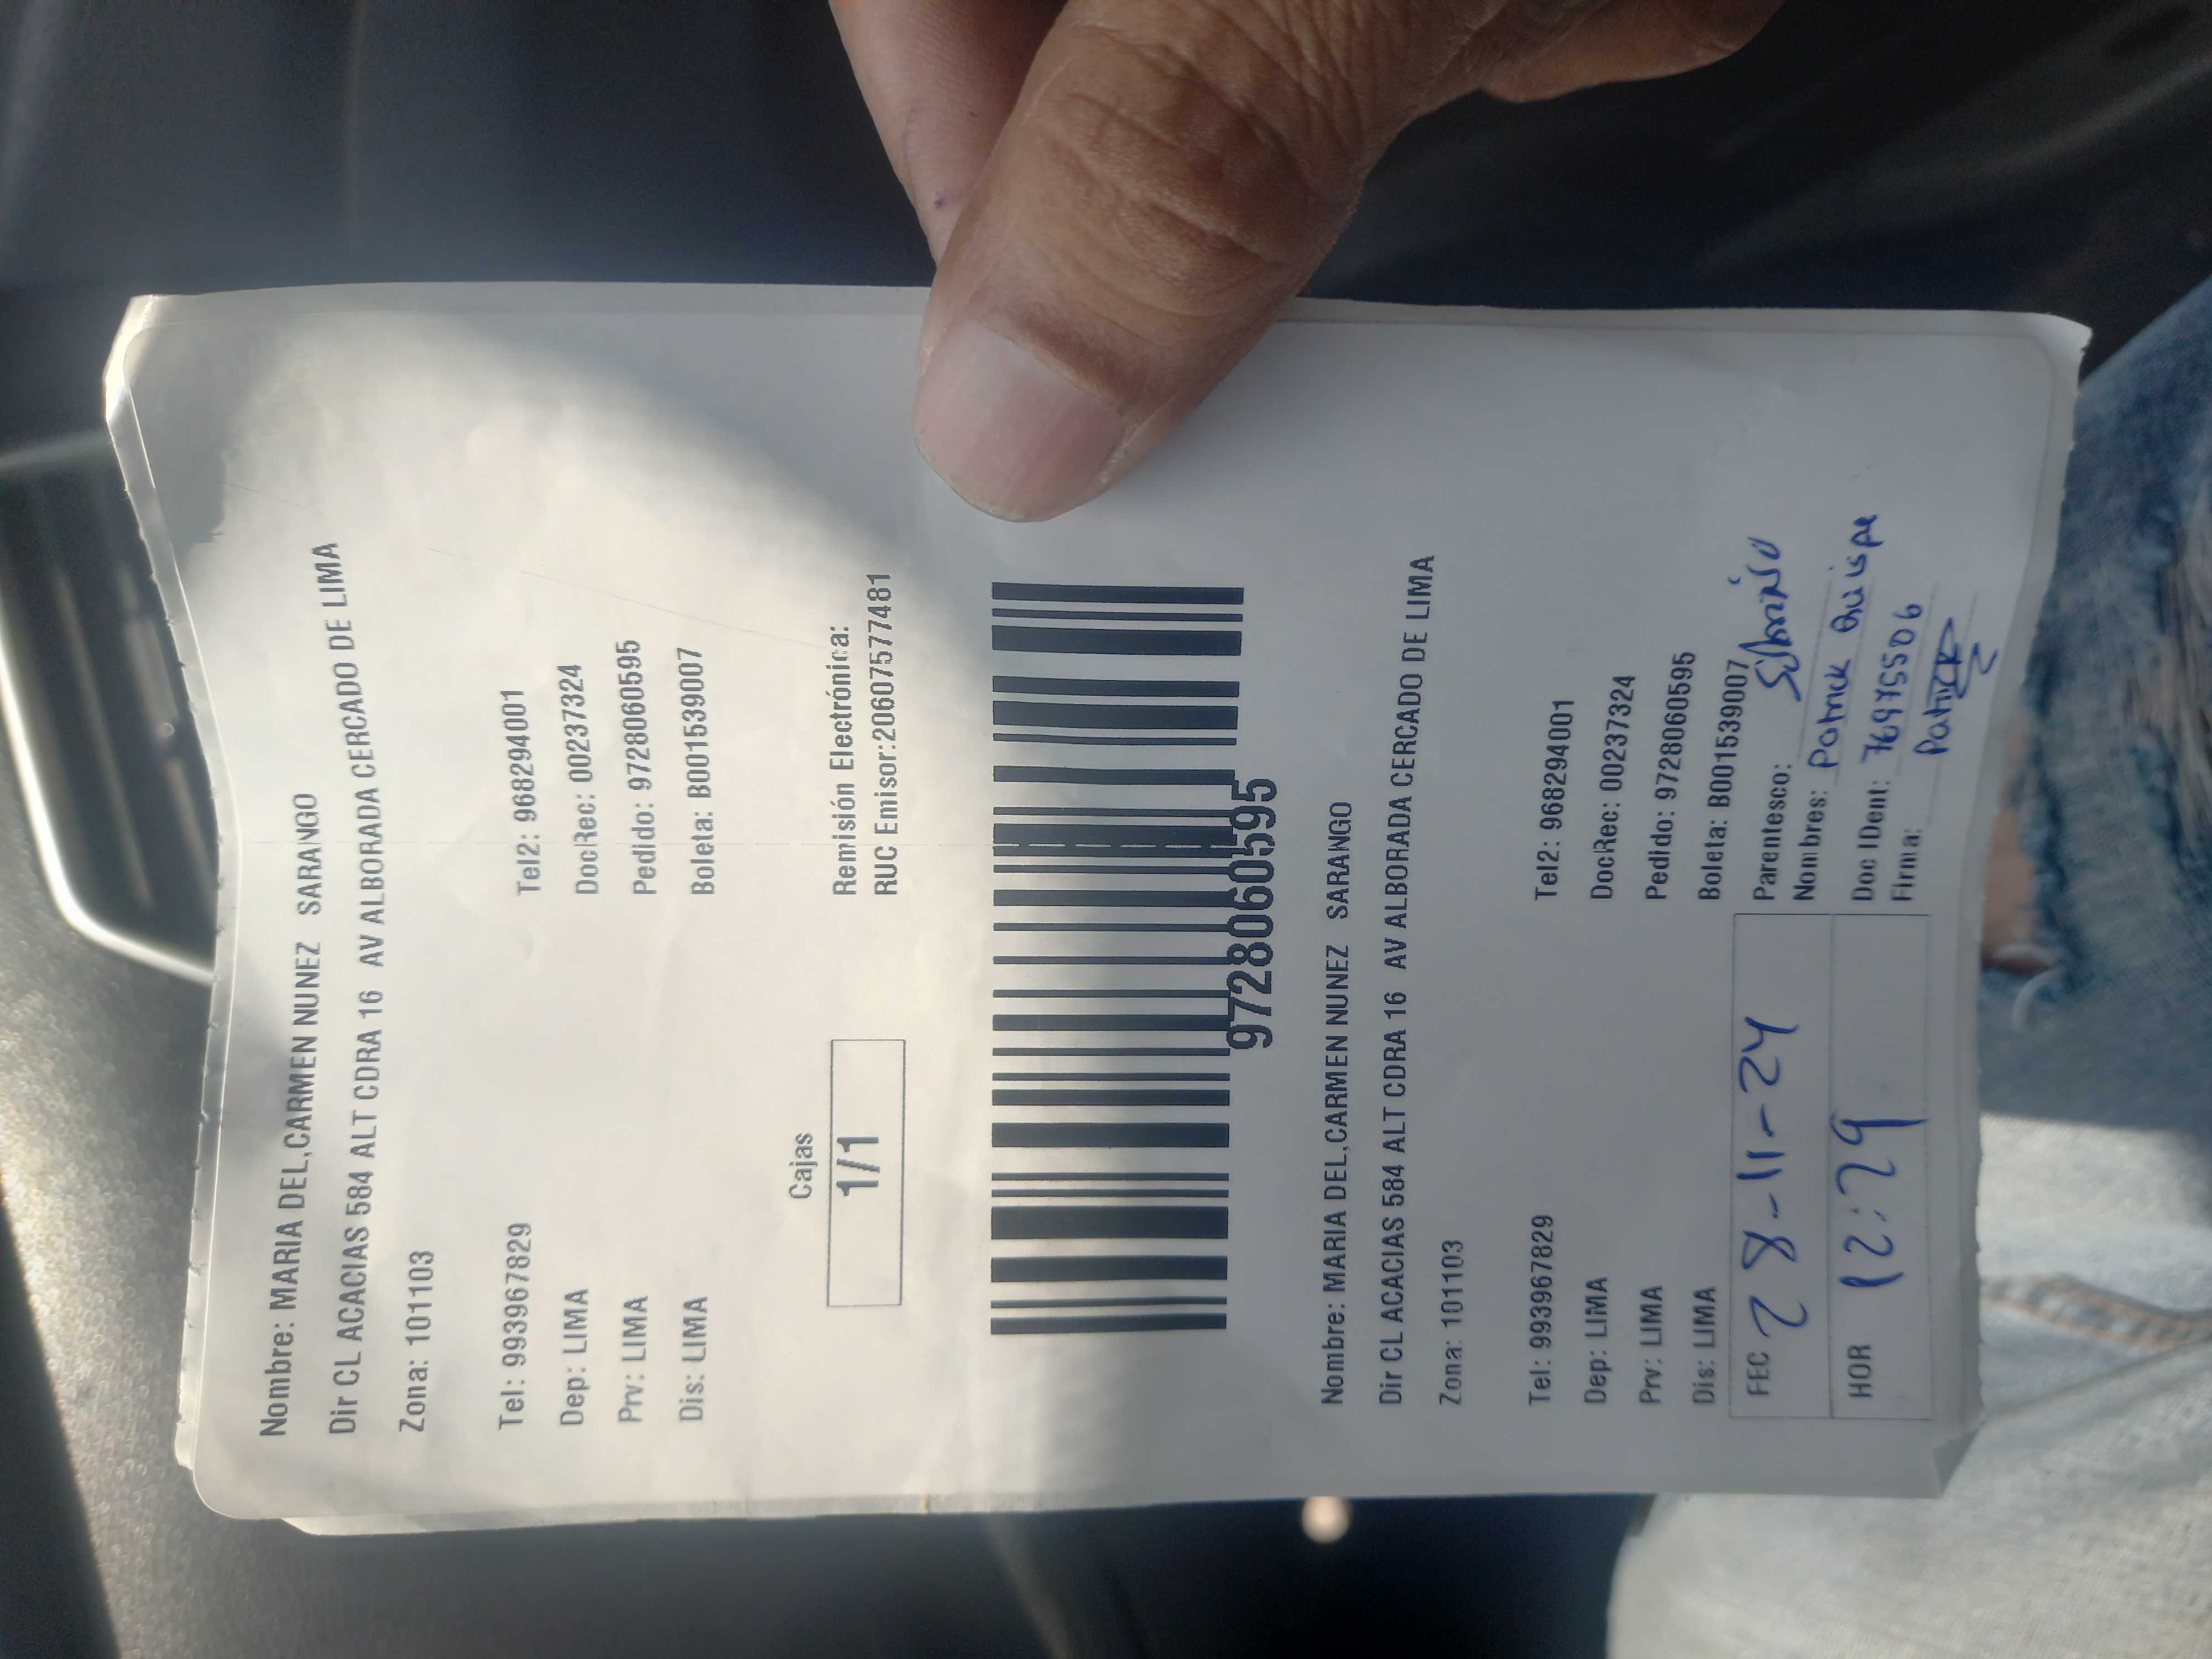 Nombre: MARIA DEL,CARMEN NUNEZ SARANGO
Dir CL ACACIAS 584 ALT CDRA 16 AV ALBORADA CERCADO DE LIMA
Zona: 101103
Tel: 993967829 Tel2: 968294001
Dep: LIMA DocRec: 00237324
Prv: LIMA Pedido: 9728060595
Dis: LIMA Boleta: B001539007
Cajas
1/1
Remisión Electrónica:
RUC Emisor:20607577481
9728060595
Nombre: MARIA DEL,CARMEN NUNEZ SARANGO
Dir CL ACACIAS 584 ALT CDRA 16 AV ALBORADA CERCADO DE LIMA
Zona: 101103
Tel: 993967829 Tel2: 968294001
Dep: LIMA DocRec: 00237324
Prv: LIMA Pedido: 9728060595
Dis: LIMA Boleta: B001539007
FEC 28-11-24 Parentesco:
Nombres: Patrick Quispe
HOR 12:29 Doc IDent:
Firma: Patrick